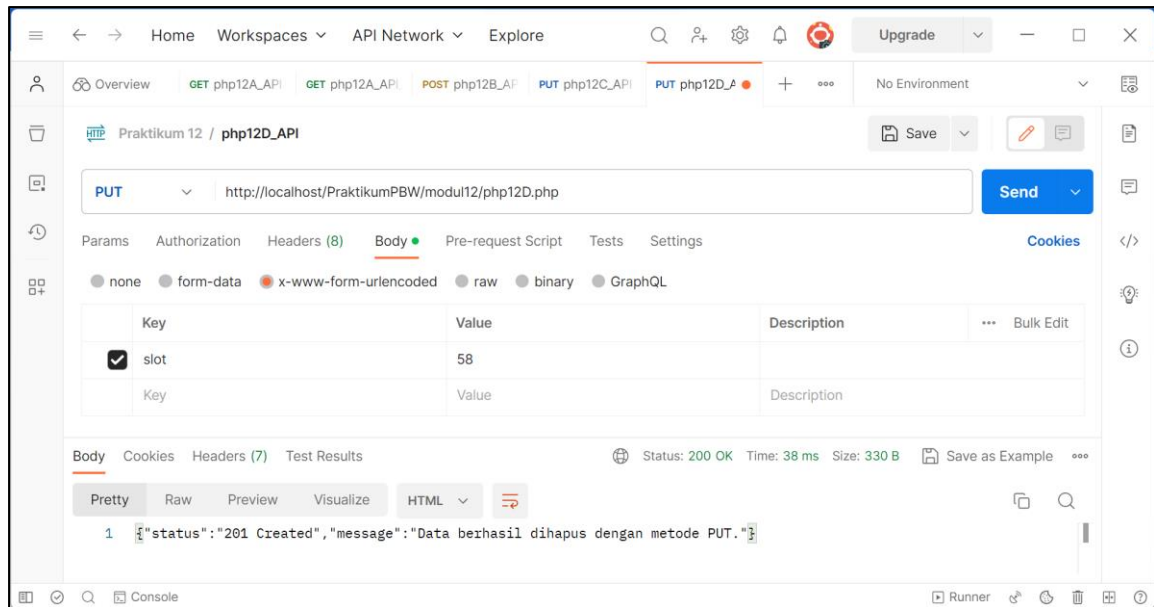 Home Workspaces API Network Explore Upgrade
Overview GET php12A_API GET php12A_API POST php12B_AP PUT php12C_API PUT php12D_A No Environment
HTTP Praktikum 12 / php12D_API Save
PUT http://localhost/PraktikumPBW/modul12/php12D.php Send
Params Authorization Headers (8) Body Pre-request Script Tests Settings Cookies
none form-data x-www-form-urlencoded raw binary GraphQL
Key Value Description Bulk Edit
slot 58
Key Value Description
Body Cookies Headers (7) Test Results Status: 200 OK Time: 38 ms Size: 330 B Save as Example
Pretty Raw Preview Visualize HTML
1 {"status":"201 Created","message":"Data berhasil dihapus dengan metode PUT."}
Console Runner